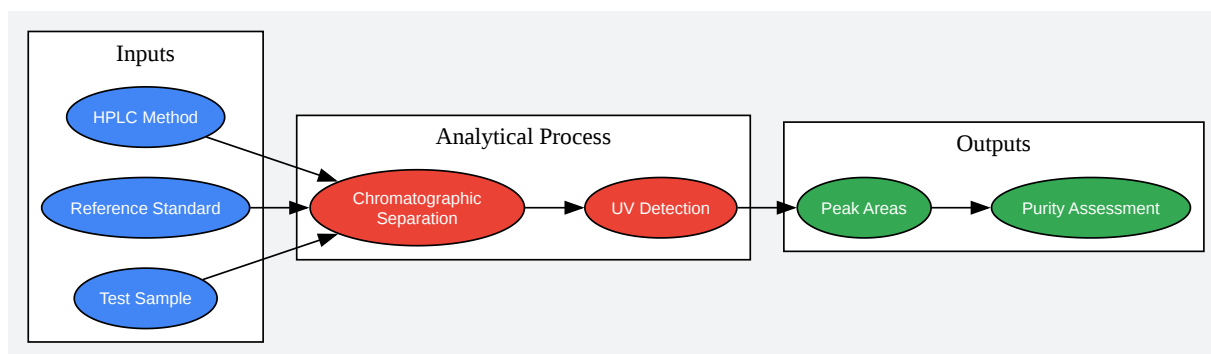 Inputs
HPLC Method
Reference Standard
Test Sample
Analytical Process
Chromatographic
Separation
UV Detection
Outputs
Peak Areas
Purity Assessment